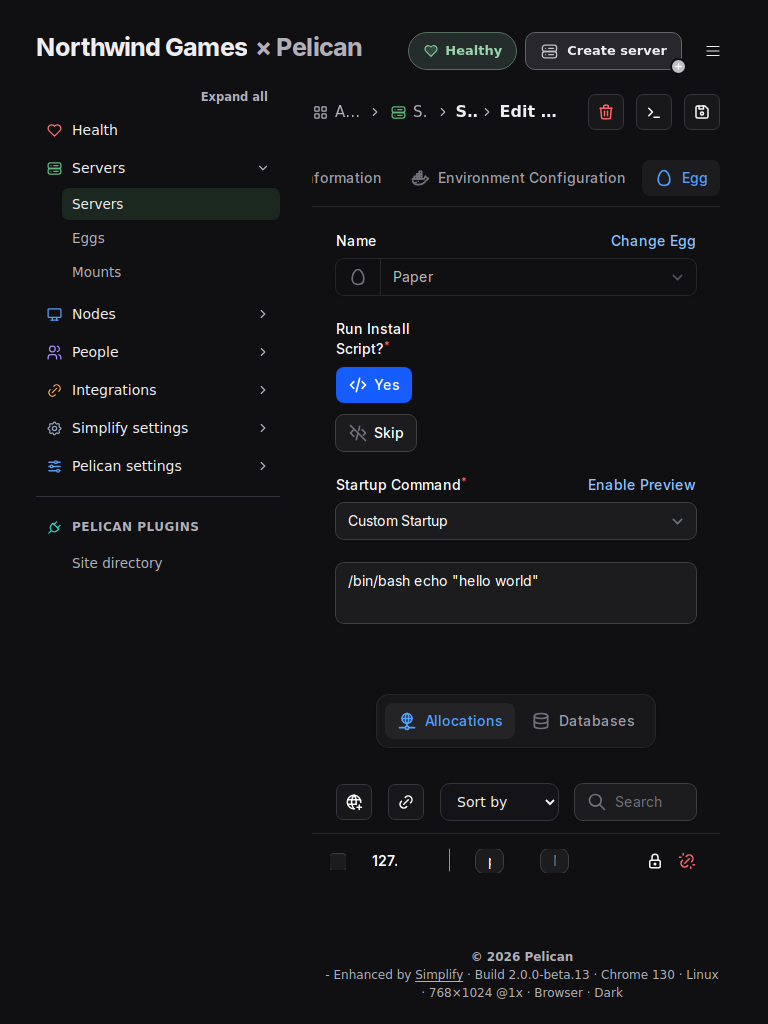 Northwind Games × Pelican
Healthy
Create server
Expand all
Health
Servers
Servers
Eggs
Mounts
Nodes
People
Integrations
Simplify settings
Pelican settings
PELICAN PLUGINS
Site directory
A... > S. > S.. > Edit ...
nformation
Environment Configuration
Egg
Name
Change Egg
Paper
Run Install
Script?*
Yes
Skip
Startup Command*
Enable Preview
Custom Startup
/bin/bash echo "hello world"
Allocations
Databases
Sort by
Search
127.
© 2026 Pelican
- Enhanced by Simplify · Build 2.0.0-beta.13 · Chrome 130 · Linux
· 768×1024 @1x · Browser · Dark